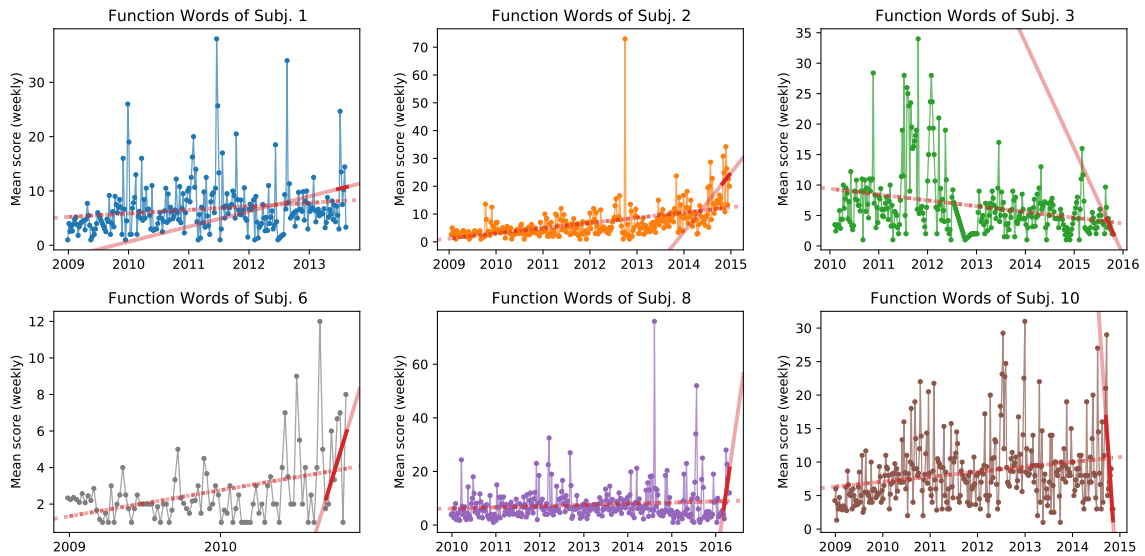 Function Words of Subj. 1
Mean score (weekly)
30
20
10
0
2009 2010 2011 2012 2013
Function Words of Subj. 2
Mean score (weekly)
70
60
50
40
30
20
10
0
2009 2010 2011 2012 2013 2014 2015
Function Words of Subj. 3
Mean score (weekly)
35
30
25
20
15
10
5
0
2010 2011 2012 2013 2014 2015 2016
Function Words of Subj. 6
Mean score (weekly)
12
10
8
6
4
2
2009 2010
Function Words of Subj. 8
Mean score (weekly)
60
40
20
0
2010 2011 2012 2013 2014 2015 2016
Function Words of Subj. 10
Mean score (weekly)
30
25
20
15
10
5
0
2009 2010 2011 2012 2013 2014 2015